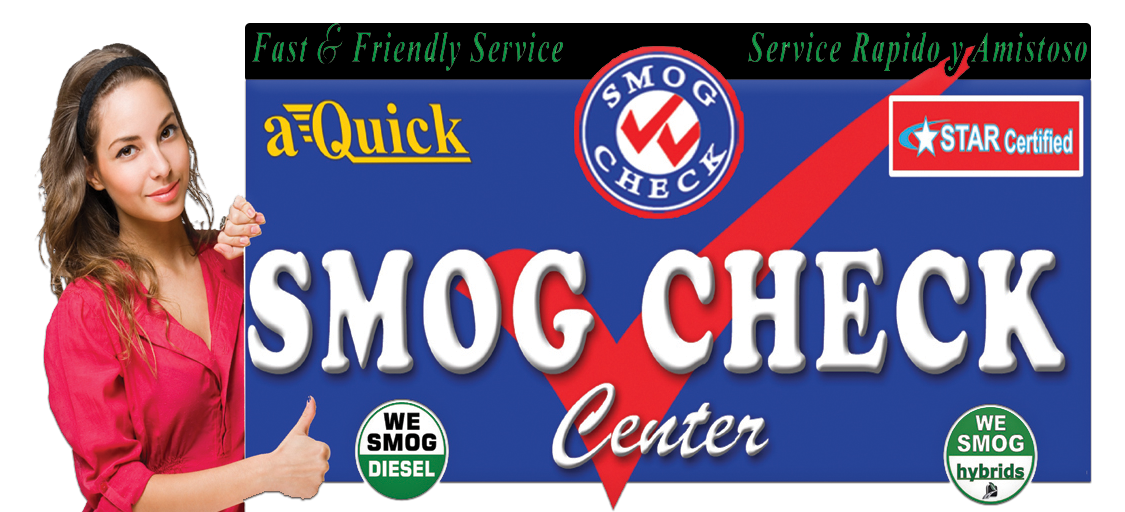 Fast & Friendly Service
Service Rapido y Amistoso
a Quick
SMOG
CHECK
STAR Certified
SMOG CHECK
Center
WE
SMOG
DIESEL
WE
SMOG
hybrids